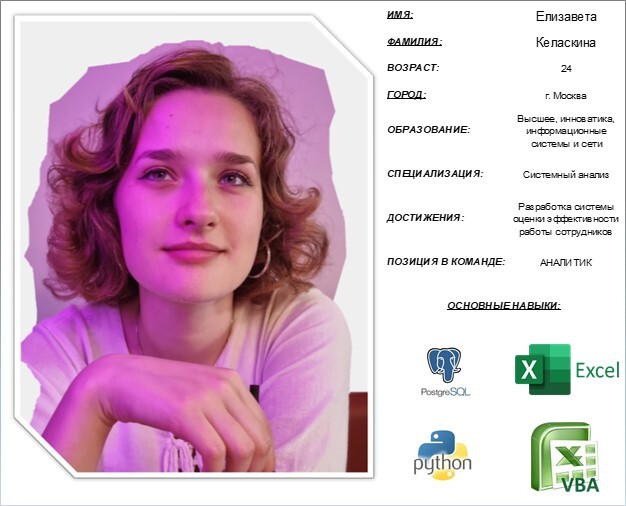 ИМЯ: Елизавета
ФАМИЛИЯ: Келаскина
ВОЗРАСТ: 24
ГОРОД: г. Москва
ОБРАЗОВАНИЕ: Высшее, инноватика,
информационные
системы и сети
СПЕЦИАЛИЗАЦИЯ: Системный анализ
ДОСТИЖЕНИЯ: Разработка системы
оценки эффективности
работы сотрудников
ПОЗИЦИЯ В КОМАНДЕ: АНАЛИТИК
ОСНОВНЫЕ НАВЫКИ:
PostgreSQL
X Excel
python
X VBA